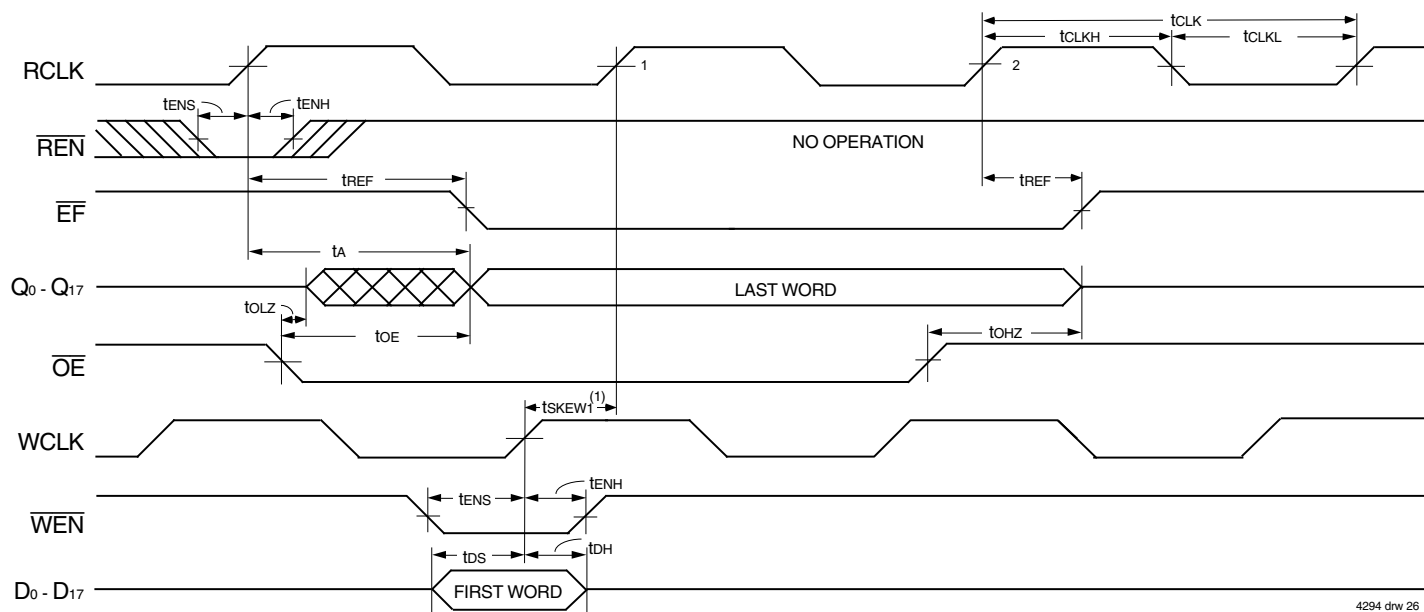 tCLK
tCLKH
tCLKL
RCLK
1
2
tENS
tENH
REN
NO OPERATION
tREF
tREF
EF
tA
Q0 - Q17
LAST WORD
tOLZ
tOE
tOHZ
OE
tSKEW1(1)
WCLK
tENS
tENH
WEN
tDS
tDH
D0 - D17
FIRST WORD
4294 drw 26